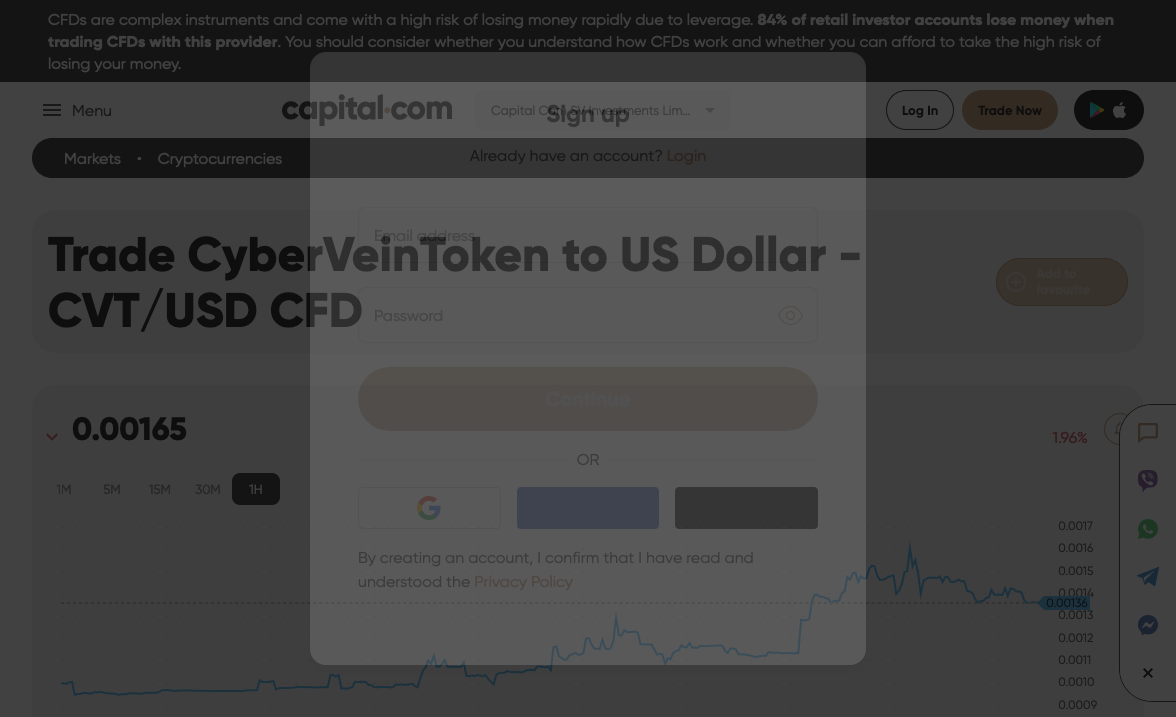 CFDs are complex instruments and come with a high risk of losing money rapidly due to leverage. 84% of retail investor accounts lose money when
trading CFDs with this provider. You should consider whether you understand how CFDs work and whether you can afford to take the high risk of
losing your money.
Menu
capital.com
Capital Com SV Investments Lim...
Log In
Trade Now
Sign up
Markets
Cryptocurrencies
Already have an account? Login
Email address
Trade CyberVeinToken to US Dollar -
CVT/USD CFD
Add to
favourite
Password
Continue
0.00165
1.96%
OR
1M
5M
15M
30M
1H
By creating an account, I confirm that I have read and
understood the Privacy Policy
0.0017
0.0016
0.0015
0.0014
0.00136
0.0013
0.0012
0.0011
0.0010
0.0009